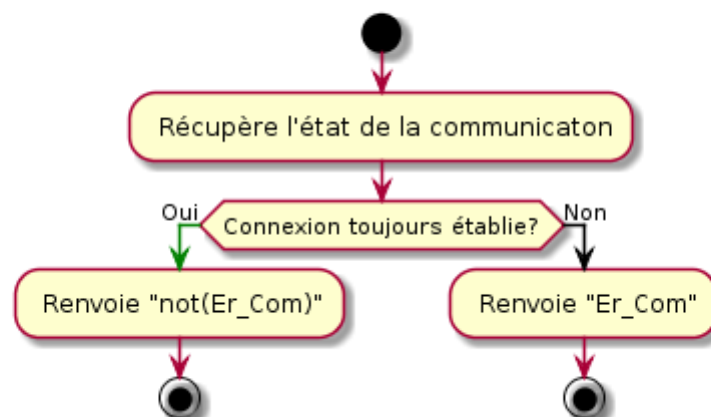 Récupère l'état de la communicaton
Oui
Connexion toujours établie?
Non
Renvoie "not(Er_Com)"
Renvoie "Er_Com"